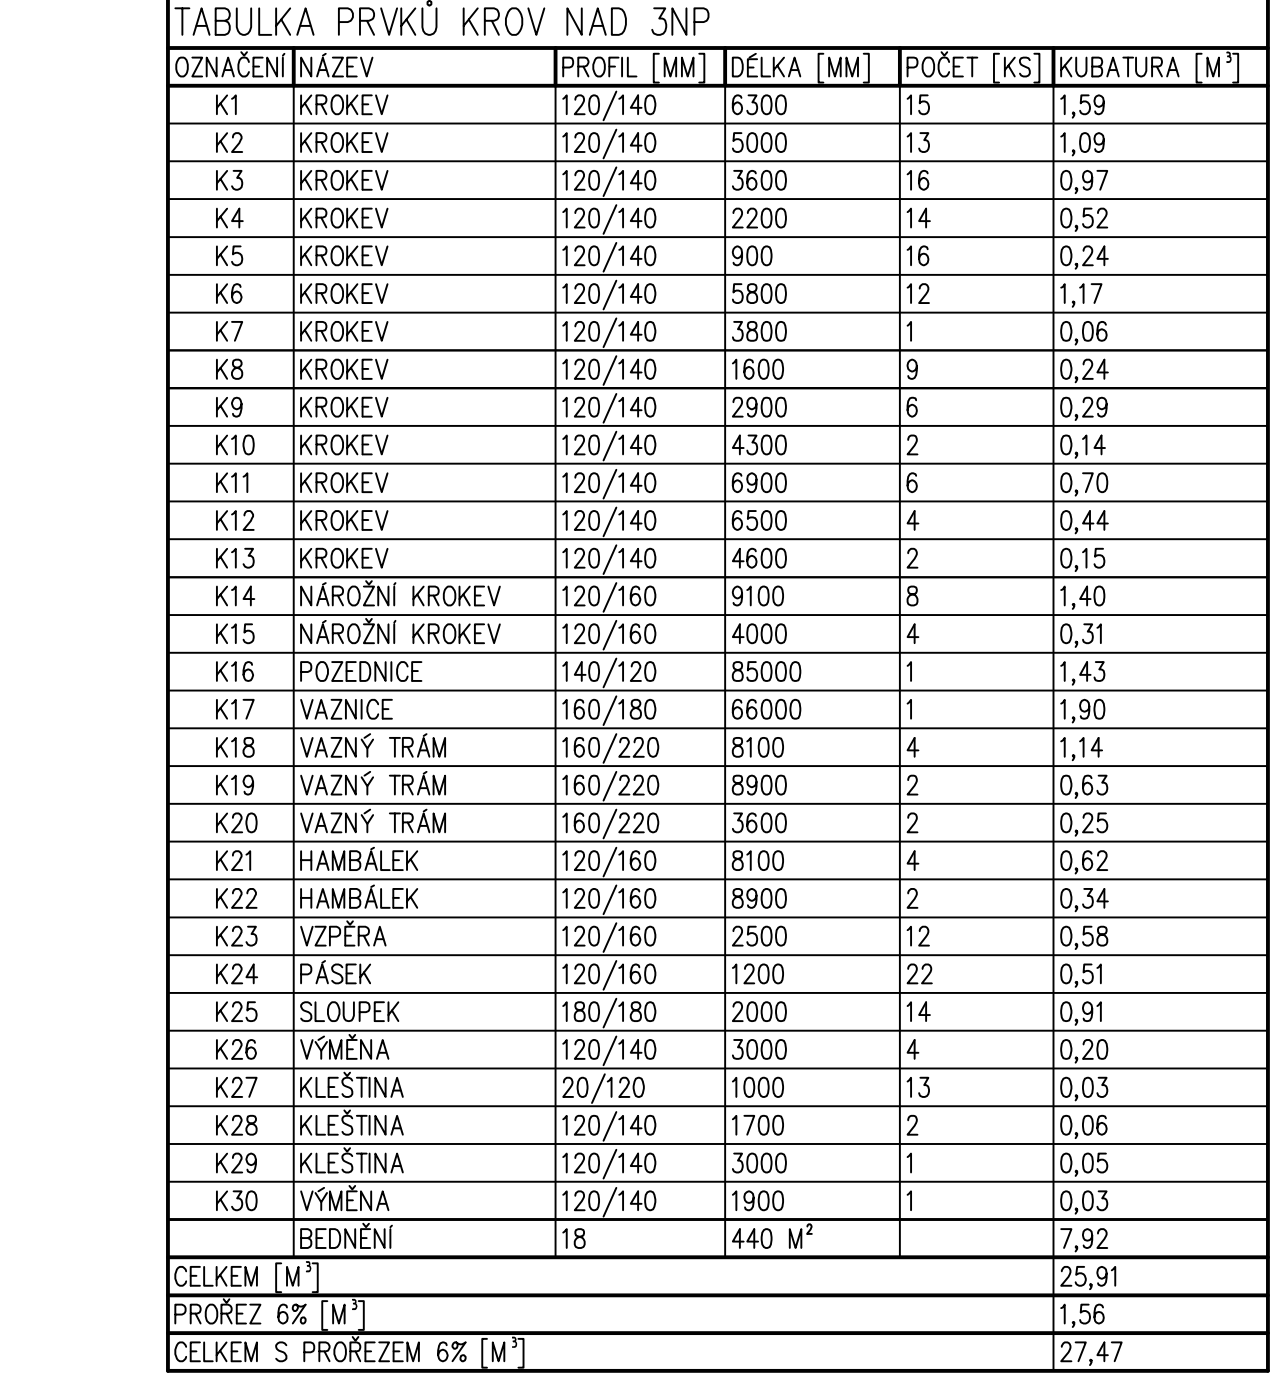 TABULKA PRVKŮ KROV NAD 3NP
OZNAČENÍ NÁZEV PROFIL [MM] DÉLKA [MM] POČET [KS] KUBATURA [M³]
K1 KROKEV 120/140 6300 15 1,59
K2 KROKEV 120/140 5000 13 1,09
K3 KROKEV 120/140 3600 16 0,97
K4 KROKEV 120/140 2200 14 0,52
K5 KROKEV 120/140 900 16 0,24
K6 KROKEV 120/140 5800 12 1,17
K7 KROKEV 120/140 3800 1 0,06
K8 KROKEV 120/140 1600 9 0,24
K9 KROKEV 120/140 2900 6 0,29
K10 KROKEV 120/140 4300 2 0,14
K11 KROKEV 120/140 6900 6 0,70
K12 KROKEV 120/140 6500 4 0,44
K13 KROKEV 120/140 4600 2 0,15
K14 NÁROŽNÍ KROKEV 120/160 9100 8 1,40
K15 NÁROŽNÍ KROKEV 120/160 4000 4 0,31
K16 POZEDNICE 140/120 85000 1 1,43
K17 VAZNICE 160/180 66000 1 1,90
K18 VAZNÝ TRÁM 160/220 8100 4 1,14
K19 VAZNÝ TRÁM 160/220 8900 2 0,63
K20 VAZNÝ TRÁM 160/220 3600 2 0,25
K21 HAMBÁLEK 120/160 8100 4 0,62
K22 HAMBÁLEK 120/160 8900 2 0,34
K23 VZPĚRA 120/160 2500 12 0,58
K24 PÁSEK 120/160 1200 22 0,51
K25 SLOUPEK 180/180 2000 14 0,91
K26 VÝMĚNA 120/140 3000 4 0,20
K27 KLEŠTINA 20/120 1000 13 0,03
K28 KLEŠTINA 120/140 1700 2 0,06
K29 KLEŠTINA 120/140 3000 1 0,05
K30 VÝMĚNA 120/140 1900 1 0,03
BEDNĚNÍ 18 440 M² 7,92
CELKEM [M³] 25,91
PROŘEZ 6% [M³] 1,56
CELKEM S PROŘEZEM 6% [M³] 27,47